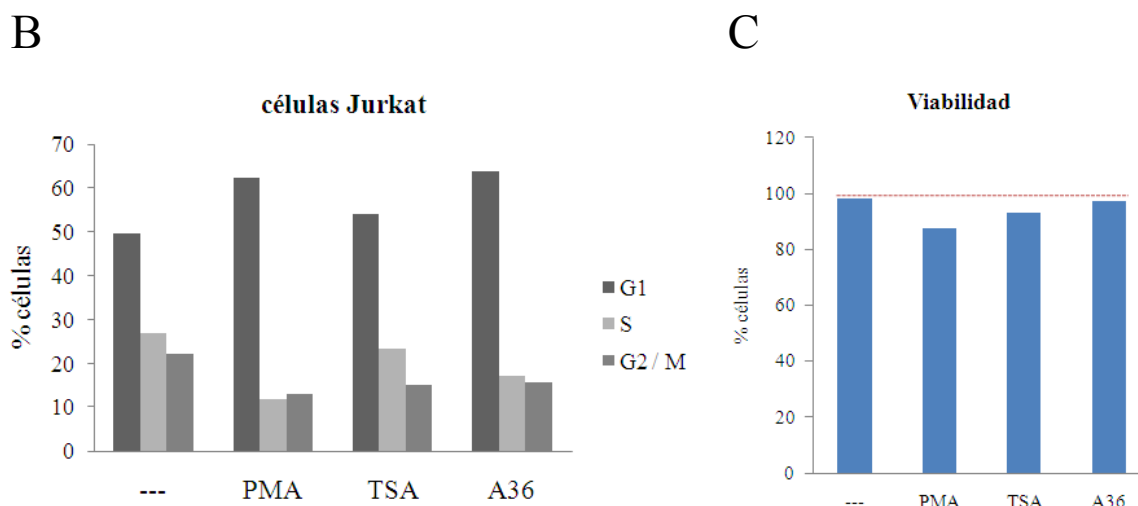 B
células Jurkat
% células
70
60
50
40
30
20
10
0
--- PMA TSA A36
G1
S
G2 / M
C
Viabilidad
% células
120
100
80
60
40
20
0
--- PMA TSA A36